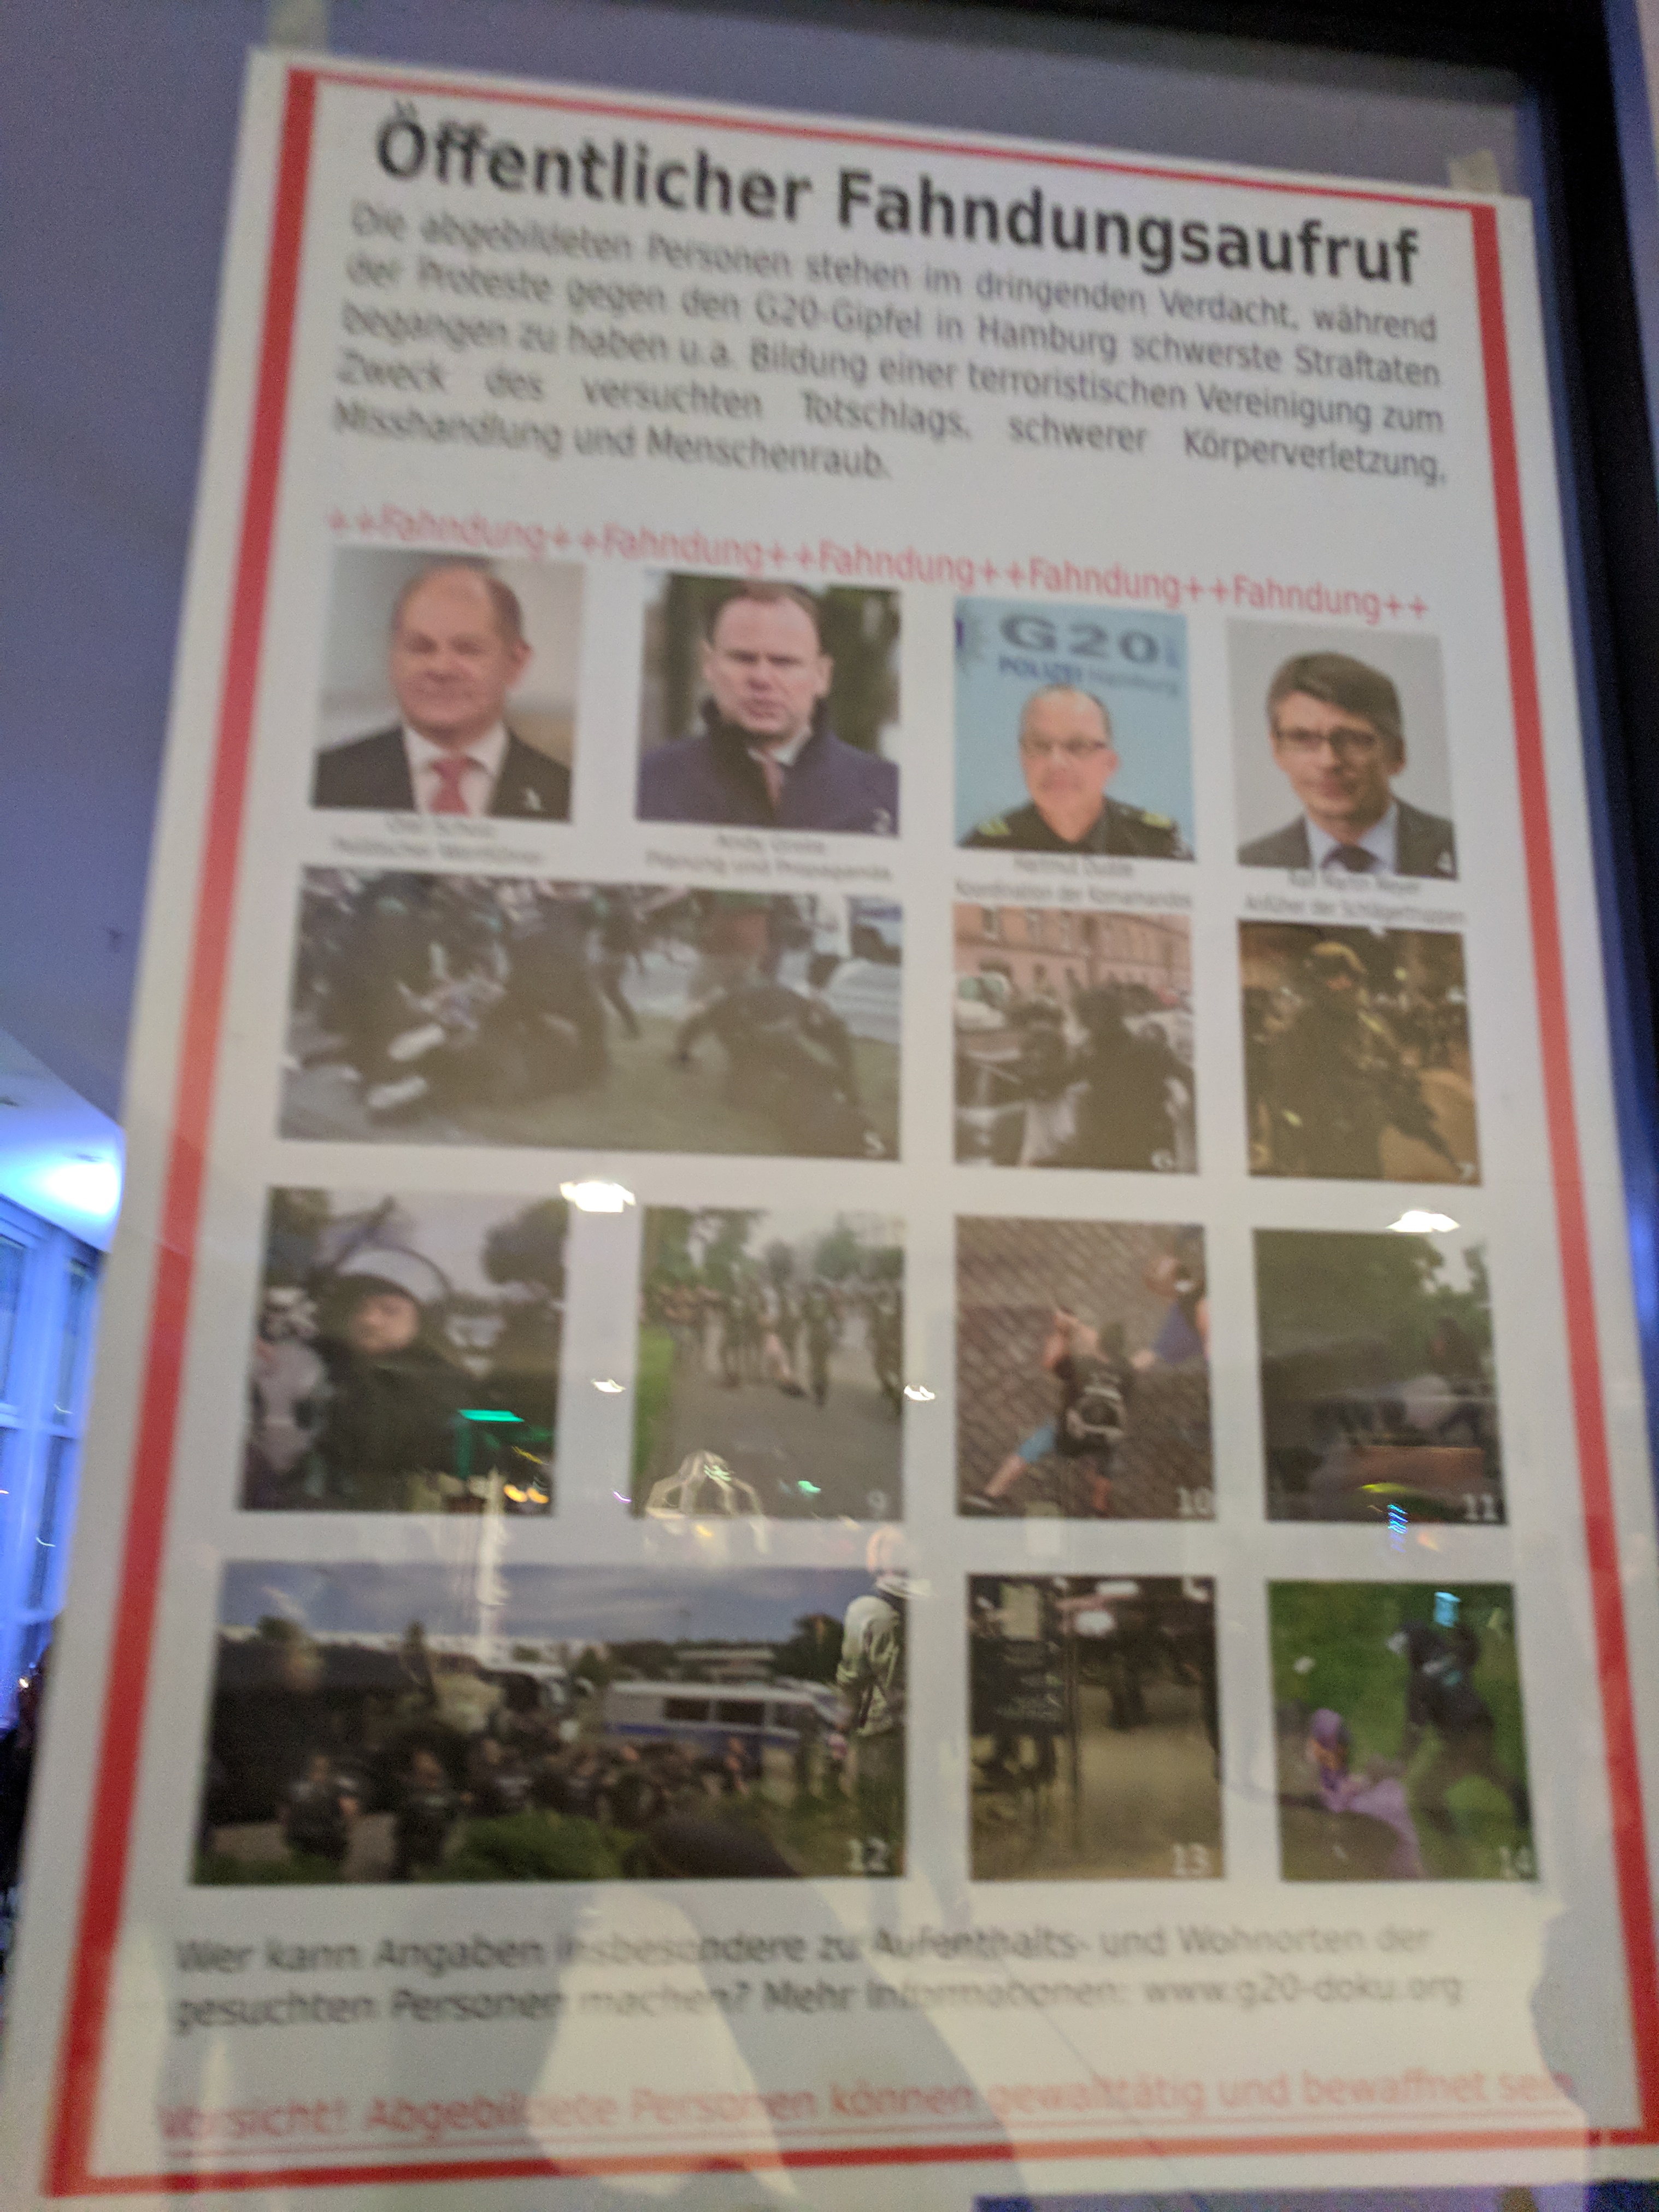 Öffentlicher Fahndungsaufruf
Die abgebildeten Personen stehen im dringenden Verdacht, während
der Proteste gegen den G20-Gipfel in Hamburg schwerste Straftaten
begangen zu haben u.a. Bildung einer terroristischen Vereinigung zum
Zweck des versuchten Totschlags, schwerer Körperverletzung,
Misshandlung und Menschenraub.
++Fahndung++Fahndung++Fahndung++Fahndung++Fahndung++
G20
POLIZEI Hamburg
1
2
3
4
Olaf Scholz
Andy Grote
Hartmut Dudde
Ralf Martin Meyer
Politischer Wortführer
Planung und Propaganda
Koordination der Kommandos
Anführer der Schlägertruppen
5
6
7
9
10
11
12
13
14
Wer kann Angaben insbesondere zu Aufenthalts- und Wohnorten der
gesuchten Personen machen? Mehr Informationen: www.g20-doku.org
Vorsicht! Abgebildete Personen können gewalttätig und bewaffnet sein